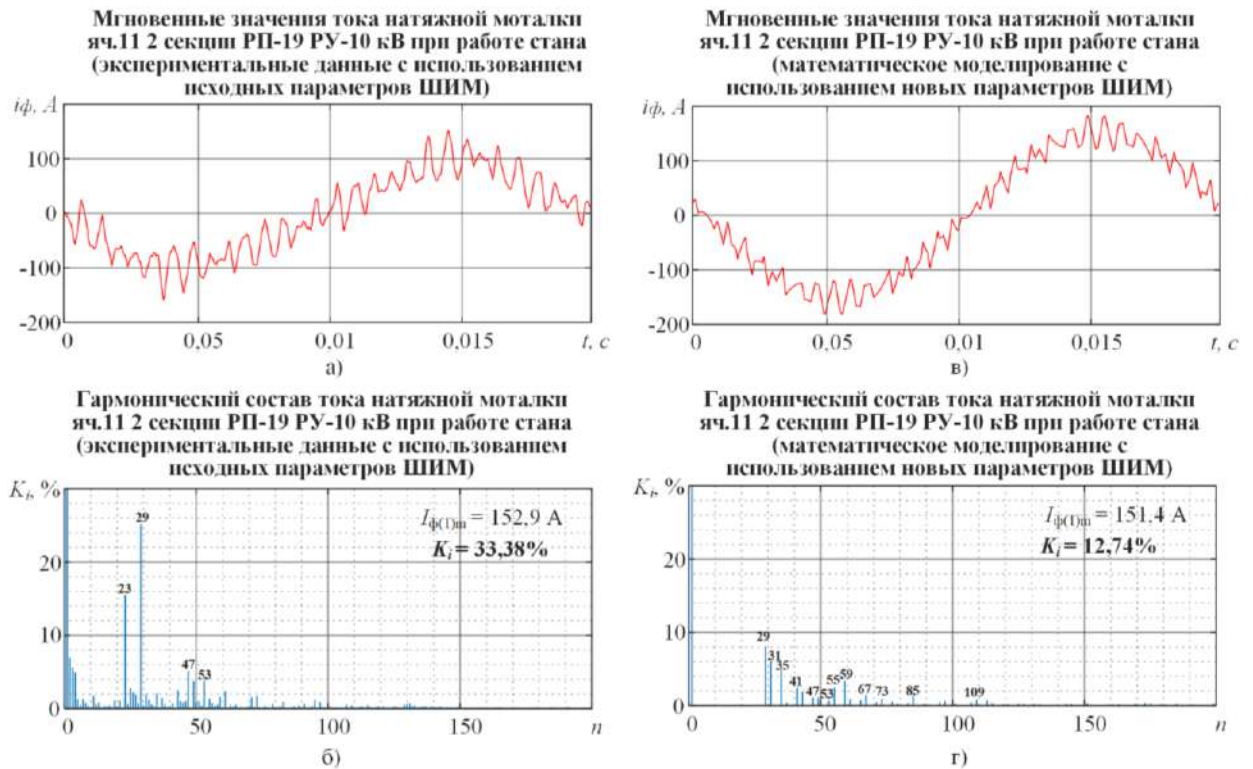 Мгновенные значения тока натяжной моталки
яч.11 2 секции РП-19 РУ-10 кВ при работе стана
(экспериментальные данные с использованием
исходных параметров ШИМ)
iф, А
100
0
-100
-200
0
0,05
0,01
0,015
t, с
а)
Мгновенные значения тока натяжной моталки
яч.11 2 секции РП-19 РУ-10 кВ при работе стана
(математическое моделирование с
использованием новых параметров ШИМ)
iф, А
100
0
-100
-200
0
0,05
0,01
0,015
t, с
в)
Гармонический состав тока натяжной моталки
яч.11 2 секции РП-19 РУ-10 кВ при работе стана
(экспериментальные данные с использованием
исходных параметров ШИМ)
Ki, %
20
10
0
29
23
47
53
Iф(1)m = 152,9 А
Ki = 33,38%
0
50
100
150
n
б)
Гармонический состав тока натяжной моталки
яч.11 2 секции РП-19 РУ-10 кВ при работе стана
(математическое моделирование с
использованием новых параметров ШИМ)
Ki, %
20
10
0
29
31
35
41
47
53
55
59
67
73
85
109
Iф(1)m = 151,4 А
Ki = 12,74%
0
50
100
150
n
г)